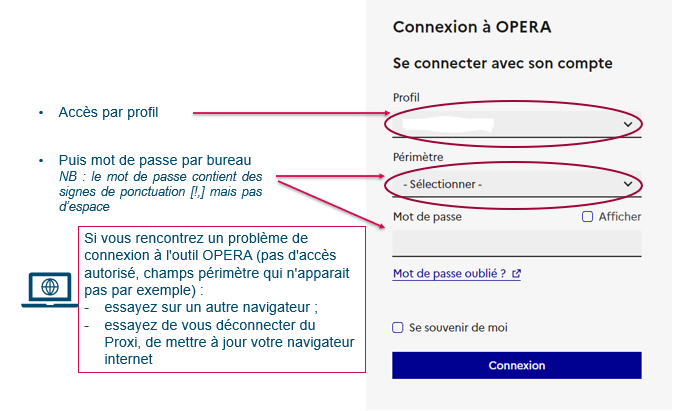 • Accès par profil
• Puis mot de passe par bureau
NB : le mot de passe contient des
signes de ponctuation [!,] mais pas
d'espace
Si vous rencontrez un problème de
connexion à l'outil OPERA (pas d'accès
autorisé, champs périmètre qui n'apparait
pas par exemple) :
- essayez sur un autre navigateur ;
- essayez de vous déconnecter du
Proxi, de mettre à jour votre navigateur
internet
Connexion à OPERA
Se connecter avec son compte
Profil
Périmètre
- Sélectionner -
Mot de passe
Afficher
Mot de passe oublié ?
Se souvenir de moi
Connexion